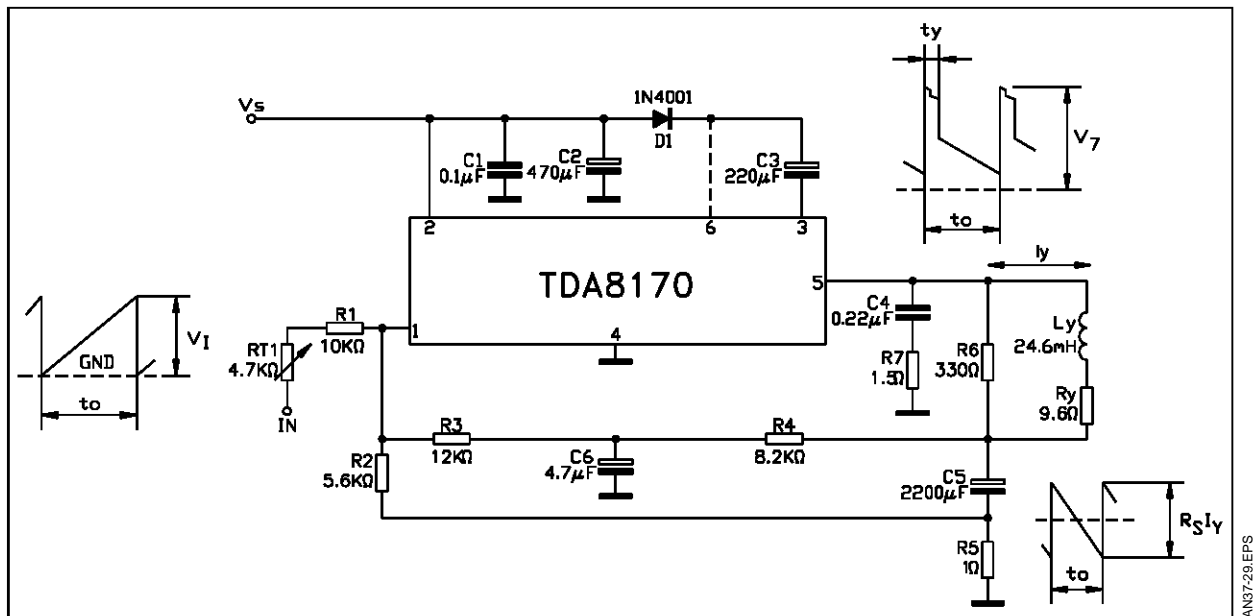 ty
Vs
1N4001
D1
C1
0.1µF
C2
470µF
C3
220µF
V7
to
2
6
3
TDA8170
5
1
4
Iy
VI
GND
to
RT1
4.7KΩ
IN
R1
10KΩ
C4
0.22µF
R7
1.5Ω
R6
330Ω
Ly
24.6mH
Ry
9.6Ω
R3
12KΩ
R4
8.2KΩ
R2
5.6KΩ
C6
4.7µF
C5
2200µF
R5
1Ω
RSIY
to
AN37-29.EPS